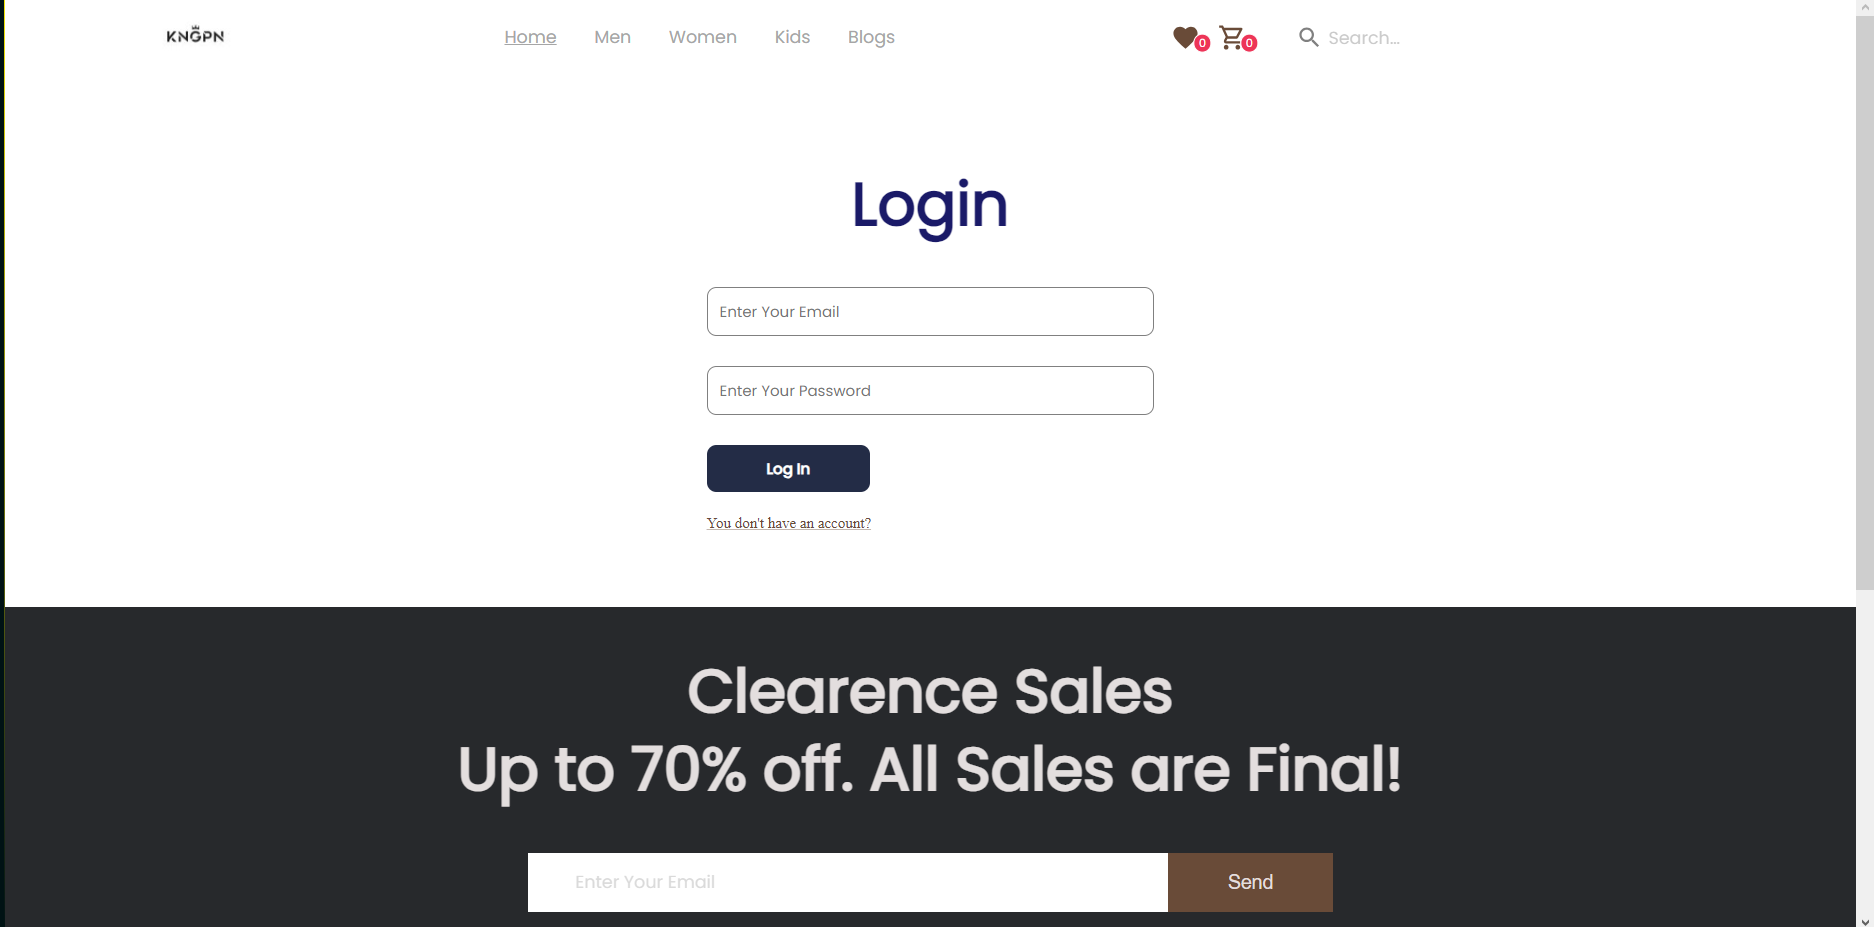 KNGPN
Home Men Women Kids Blogs
0 0
Search...
Login
Enter Your Email
Enter Your Password
Log In
You don't have an account?
Clearence Sales
Up to 70% off. All Sales are Final!
Enter Your Email
Send